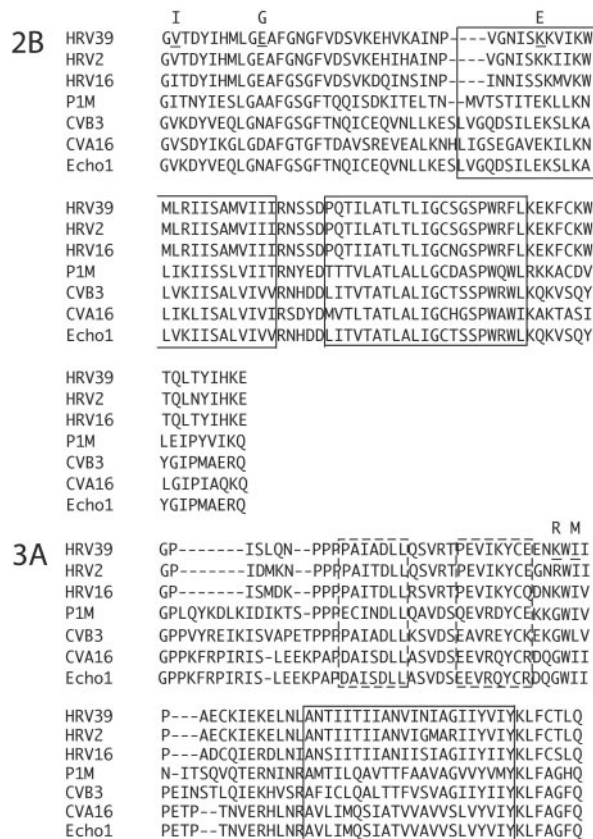 I G E
2B
HRV39 GVTDYIHMLGEAFGNGFVDSVKEHVKAINP----VGNISKKVIKW
HRV2 GVTDYIHMLGEAFGNGFVDSVKEHIHAINP----VGNISKKIIKW
HRV16 GVTDYIHMLGEAFGSGFVDSVKDQINSINP----INNISSKMVKW
P1M GITNYIESLGAAFGSGFTQQISDKITELTN--MVTSTITEKLLKN
CVB3 GVKDYVEQLGNAFGSGFTNQICEQVNLLKESLVGQDSILEKSLKA
CVA16 GVSDYIKGLGDAFGTGFTDAVSREVEALKNHLIGSEGAVEKILKN
Echo1 GVKDYVEQLGNAFGSGFTNQICEQVNLLKESLVGQDSILEKSLKA
HRV39 MLRIISAMVIIIRNSSDPQTILATLTLIGCSGSPWRFLKEKFCKW
HRV2 MLRIISAMVIIIRNSSDPQTILATLTLIGCSGSPWRFLKEKFCKW
HRV16 MLRIISAMVIIIRNSSDPQTIIATLTLIGCNGSPWRFLKEKFCKW
P1M LIKIISSLVIITRNYEDTTTVLATLALLGCDASPWQWLRKKACDV
CVB3 LVKIISALVIVVRNHDDLITVTATLALIGCTSSPWRWLKQKVSQY
CVA16 LIKLISALVIVIRSDYDMVTLTATLALIGCHGSPWAWIKAKTASI
Echo1 LVKIISALVIVVRNHDDLITVTATLALIGCTSSPWRWLKQKVSQY
HRV39 TQLTYIHKE
HRV2 TQLNYIHKE
HRV16 TQLTYIHKE
P1M LEIPYVIKQ
CVB3 YGIPMAERQ
CVA16 LGIPIAQKQ
Echo1 YGIPMAERQ
R M
3A
HRV39 GP-------ISLQN-PPPPAIADLLQSVRTPEVIKYCEENKWII
HRV2 GP-------IDMKN-PPPPAITDLLQSVRTPEVIKYCEGNRWII
HRV16 GP-------ISMDK-PPPPAITDLLRSVRTPEVIKYCQDNKWIV
P1M GPLQYKDLKIDIKTS-PPPECINDLLQAVDSQEVRDYCEKKGWIV
CVB3 GPPVYREIKISVAPETPPPPAIADLLKSVDSEAVREYCKEKGWLV
CVA16 GPPKFRPIRIS-LEEKPAPDAISDLLASVDSEEVRQYCRDQGWII
Echo1 GPPKFRPIRIS-LEEKPAPDAISDLLASVDSEEVRQYCRDQGWII
HRV39 P---AECKIEKELNLANTIITIIANVINIAGIIYVIYKLFCTLQ
HRV2 P---AECKIEKELNLANTIITIIANVIGMARIIYVIYKLFCTLQ
HRV16 P---ADCQIERDLNIANSIITIIANIISIAGIIYIIYKLFCSLQ
P1M N-ITSQVQTERNINRAMTILQAVTTFAAVAGVVYVMYKLFAGHQ
CVB3 PEINSTLQIEKHVSRAFICLQALTTFVSVAGIIYIIYKLFAGFQ
CVA16 PETP--TNVERHLNRAVLIMQSIATVVAVVSLVYVIYKLFAGFQ
Echo1 PETP--TNVERHLNRAVLIMQSIATVVAVVSLVYVIYKLFAGFQ